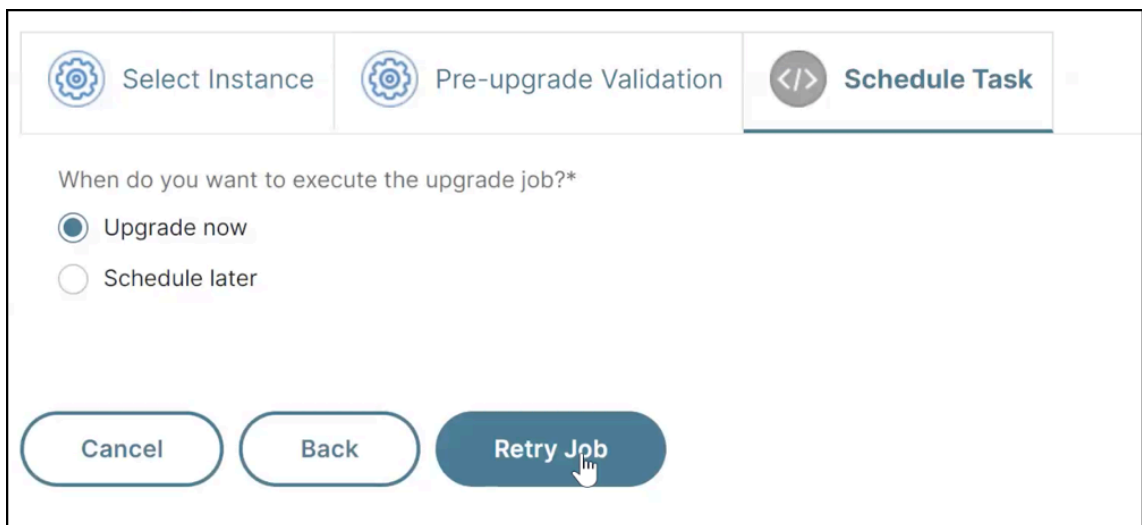 Select Instance Pre-upgrade Validation </> Schedule Task
When do you want to execute the upgrade job?*
Upgrade now
Schedule later
Cancel Back Retry Job